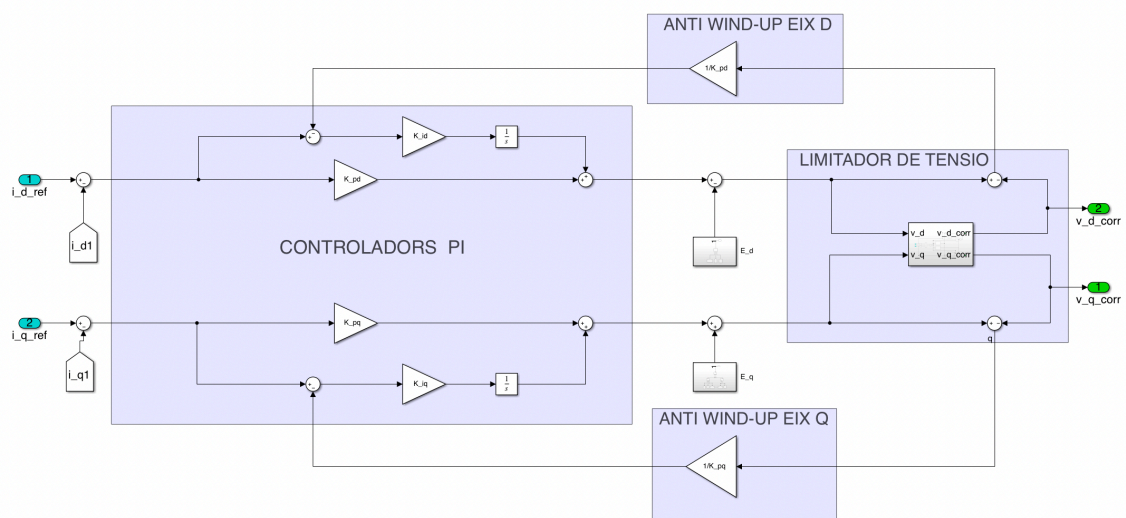 ANTI WIND-UP EIX D
1/K_pd
K_id
1
s
LIMITADOR DE TENSIO
1
i_d_ref
K_pd
2
v_d_corr
i_d1
CONTROLADORS PI
E_d
v_d v_d_corr
v_q v_q_corr
1
v_q_corr
2
i_q_ref
K_pq
q
i_q1
K_iq
1
s
E_q
ANTI WIND-UP EIX Q
1/K_pq